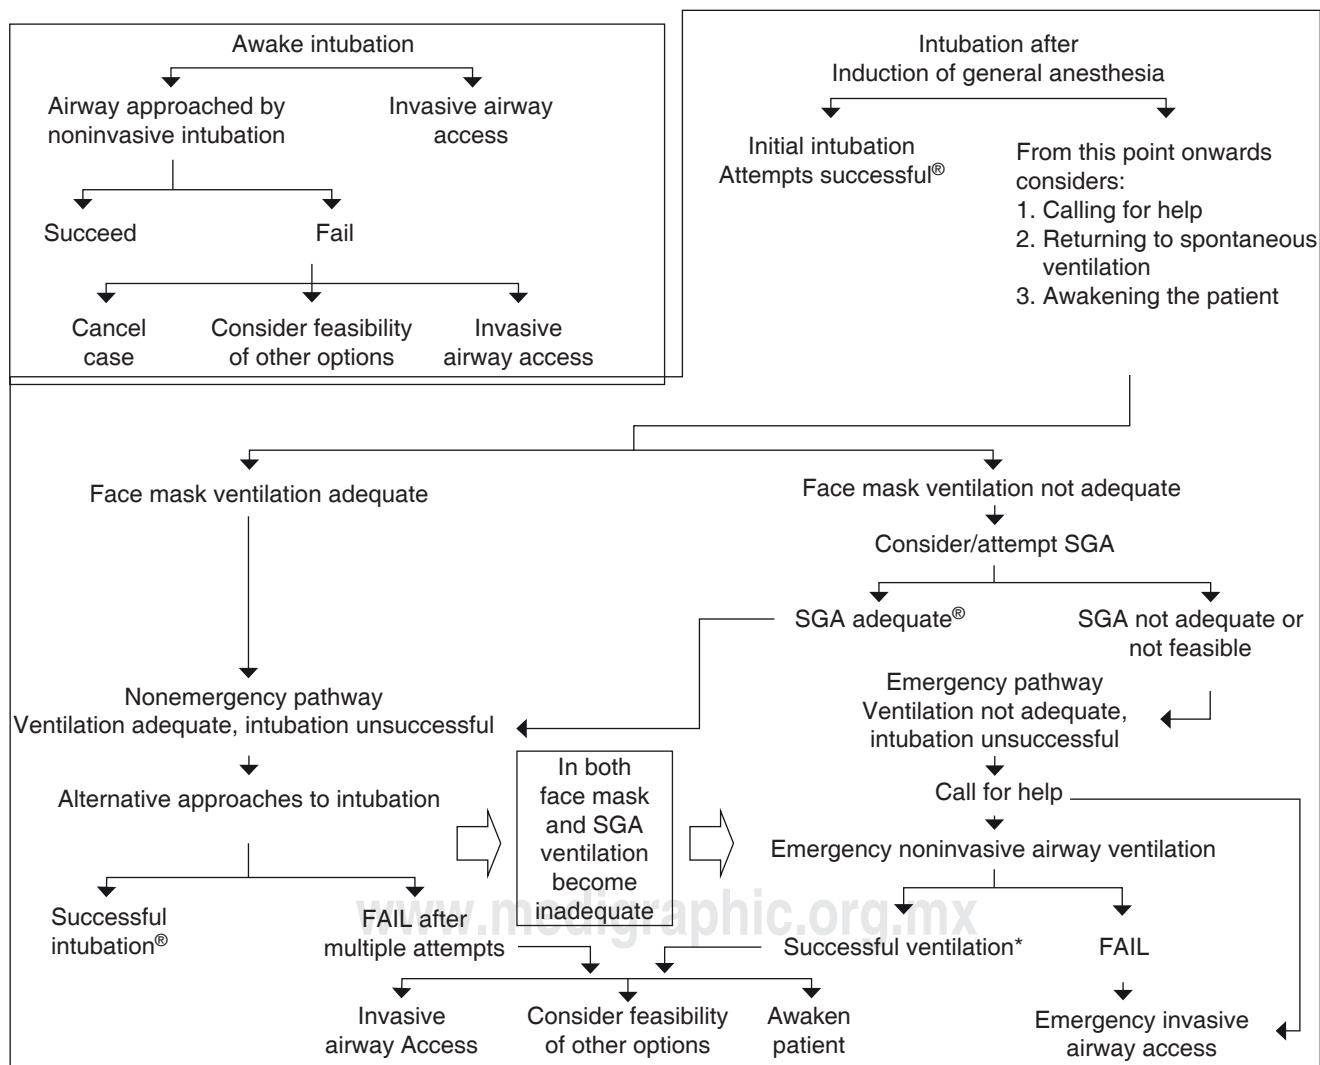 Awake intubation
Airway approached by
noninvasive intubation
Invasive airway
access
Succeed
Fail
Cancel
case
Consider feasibility
of other options
Invasive
airway access
Intubation after
Induction of general anesthesia
Initial intubation
Attempts successful®
From this point onwards
considers:
1. Calling for help
2. Returning to spontaneous
ventilation
3. Awakening the patient
Face mask ventilation adequate
Face mask ventilation not adequate
Consider/attempt SGA
SGA adequate®
SGA not adequate or
not feasible
Nonemergency pathway
Ventilation adequate, intubation unsuccessful
Emergency pathway
Ventilation not adequate,
intubation unsuccessful
Alternative approaches to intubation
In both
face mask
and SGA
ventilation
become
inadequate
Call for help
Emergency noninvasive airway ventilation
Successful
intubation®
FAIL after
multiple attempts
Successful ventilation*
FAIL
Invasive
airway Access
Consider feasibility
of other options
Awaken
patient
Emergency invasive
airway access
www.medigraphic.org.mx